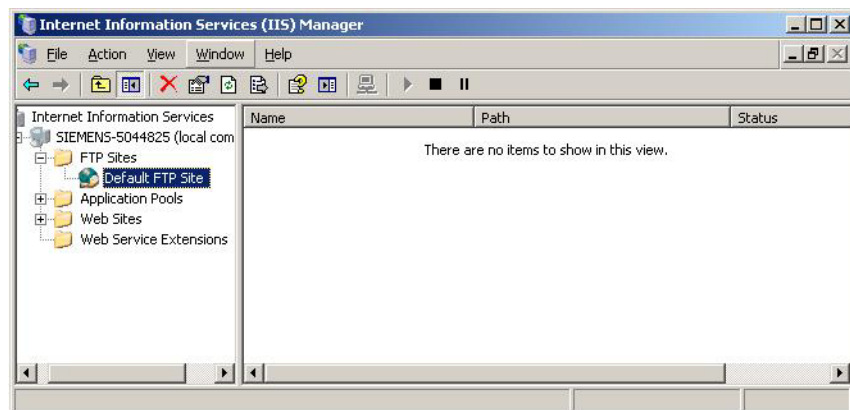 Internet Information Services (IIS) Manager
File Action View Window Help
Internet Information Services
SIEMENS-5044825 (local com
FTP Sites
Default FTP Site
Application Pools
Web Sites
Web Service Extensions
Name Path Status
There are no items to show in this view.